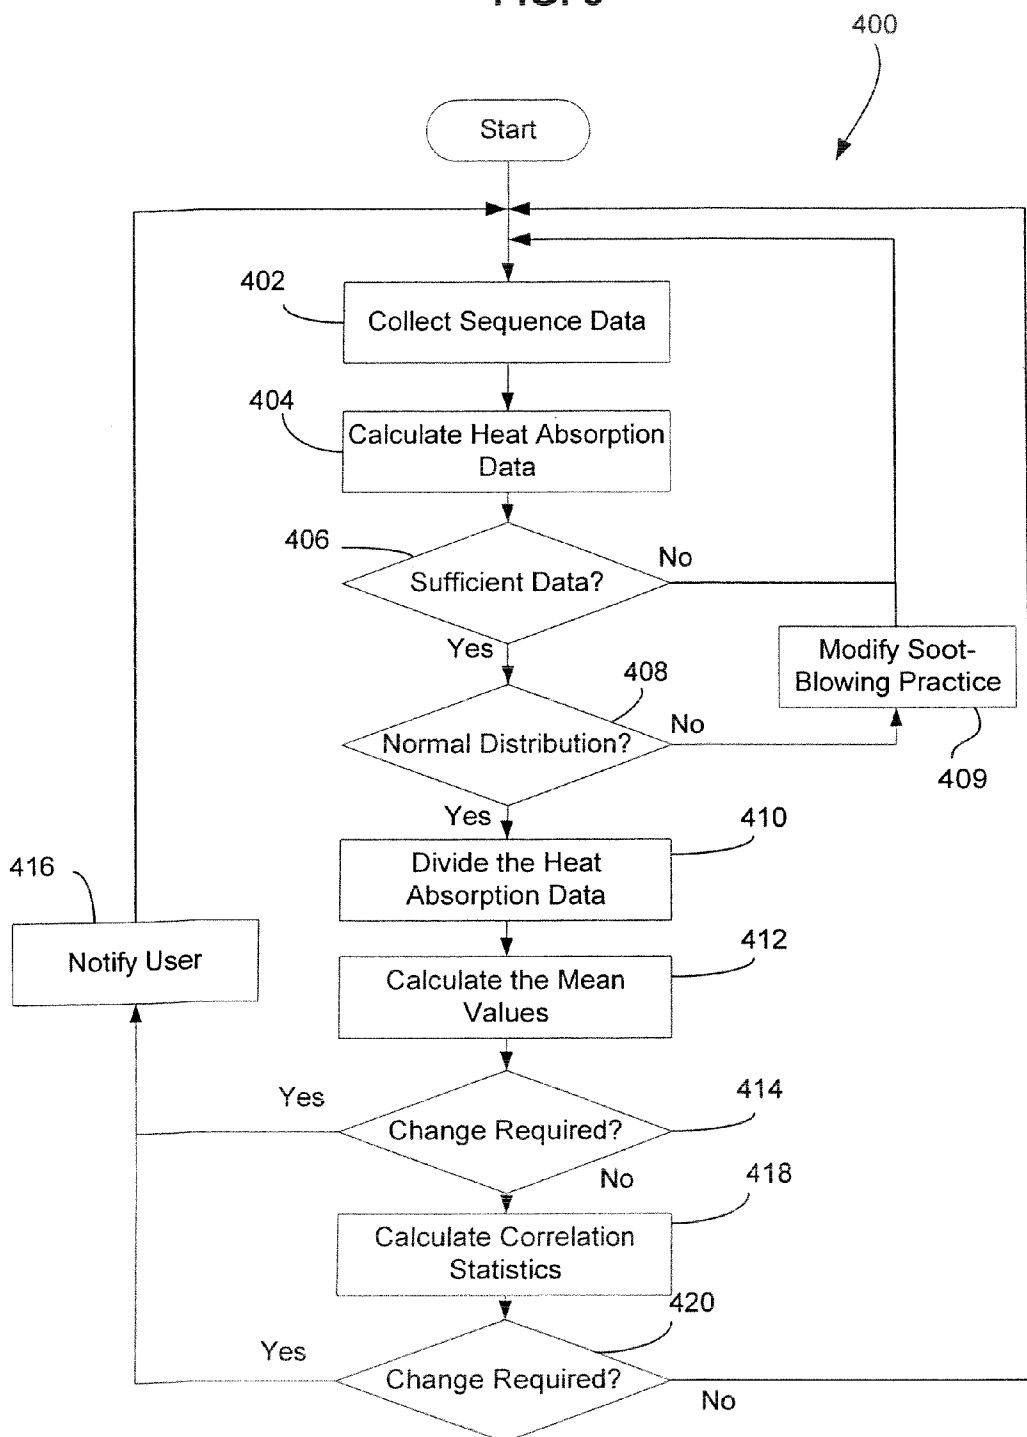 400
Start
402
Collect Sequence Data
404
Calculate Heat Absorption
Data
406
Sufficient Data?
No
Yes
Modify Soot-
Blowing Practice
408
Normal Distribution?
No
409
Yes
410
Divide the Heat
Absorption Data
416
Notify User
412
Calculate the Mean
Values
Yes
414
Change Required?
No
418
Calculate Correlation
Statistics
420
Yes
Change Required?
No